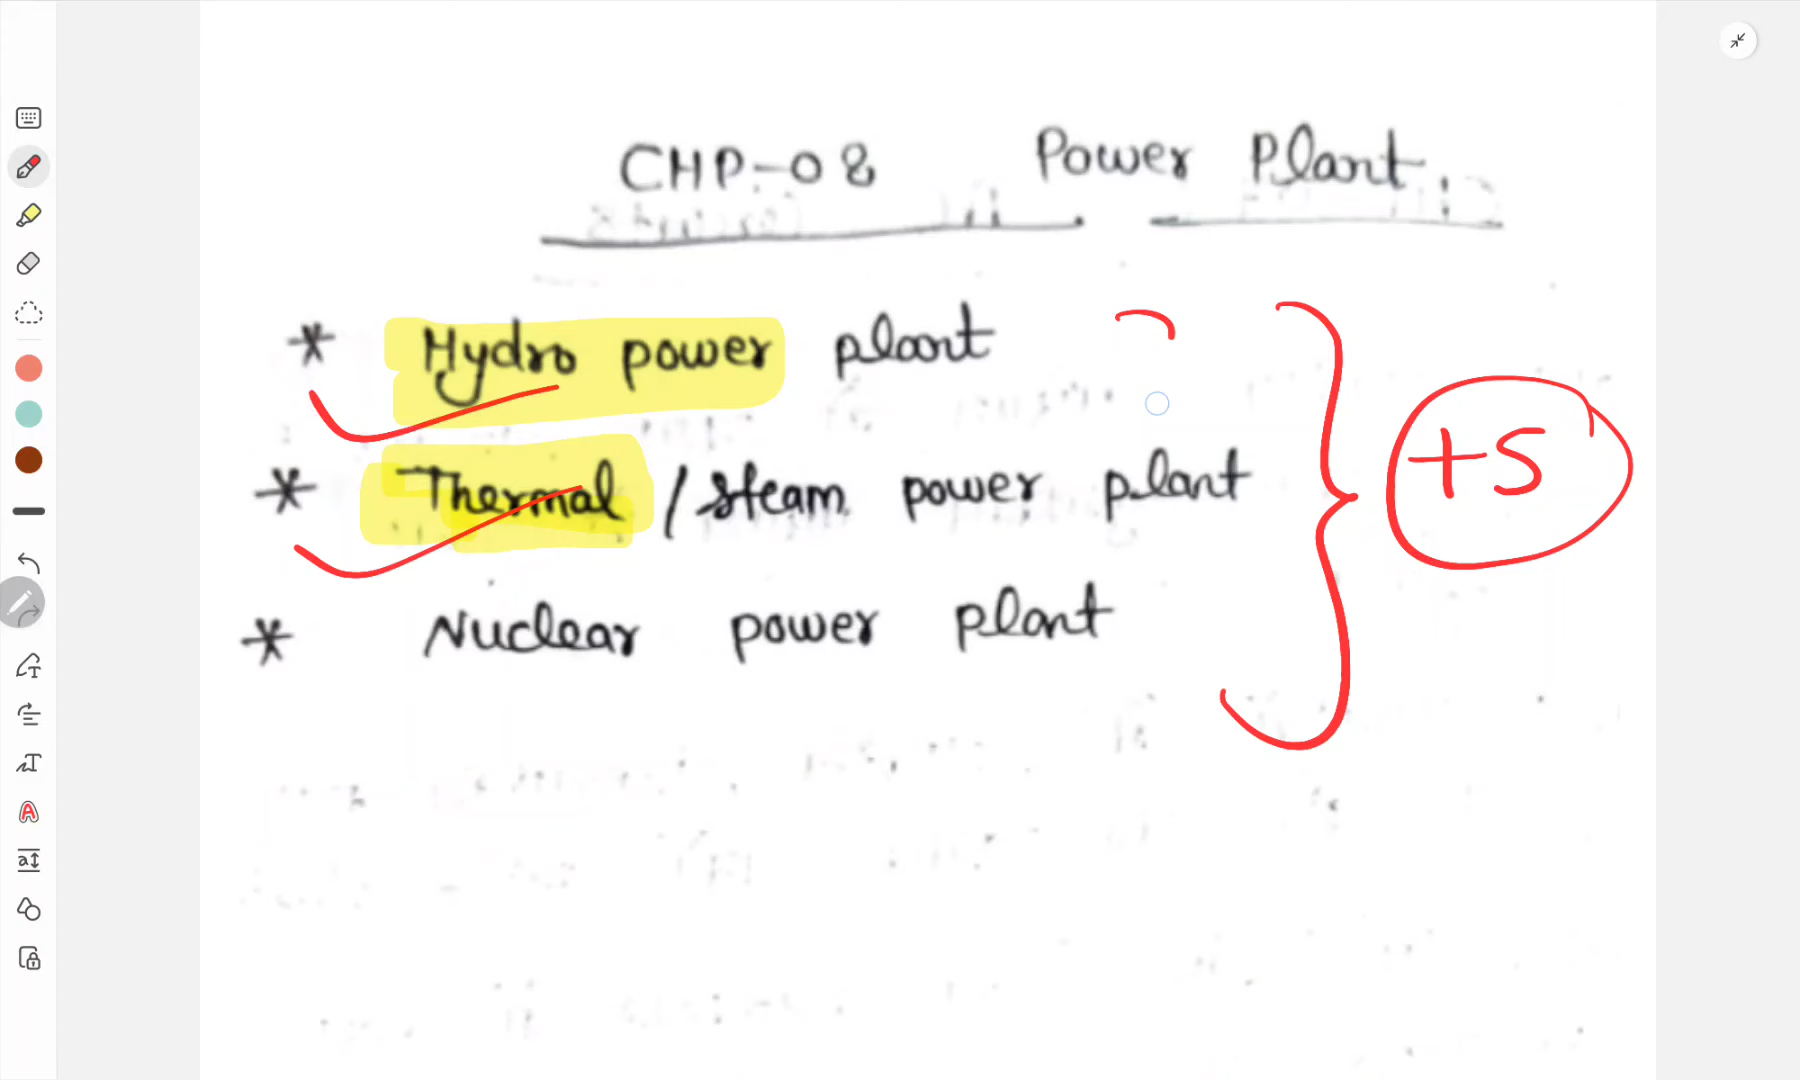 CHP-08 Power Plant.
* Hydro power plant
* Thermal / Steam power plant
* Nuclear power plant
+5